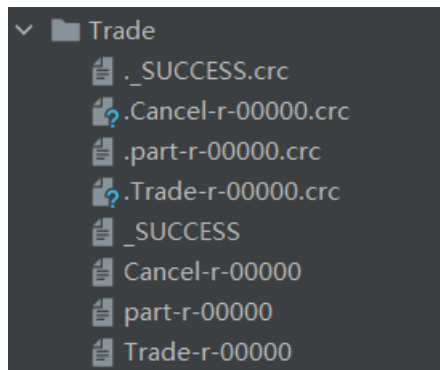 Trade
._SUCCESS.crc
.Cancel-r-00000.crc
.part-r-00000.crc
.Trade-r-00000.crc
_SUCCESS
Cancel-r-00000
part-r-00000
Trade-r-00000